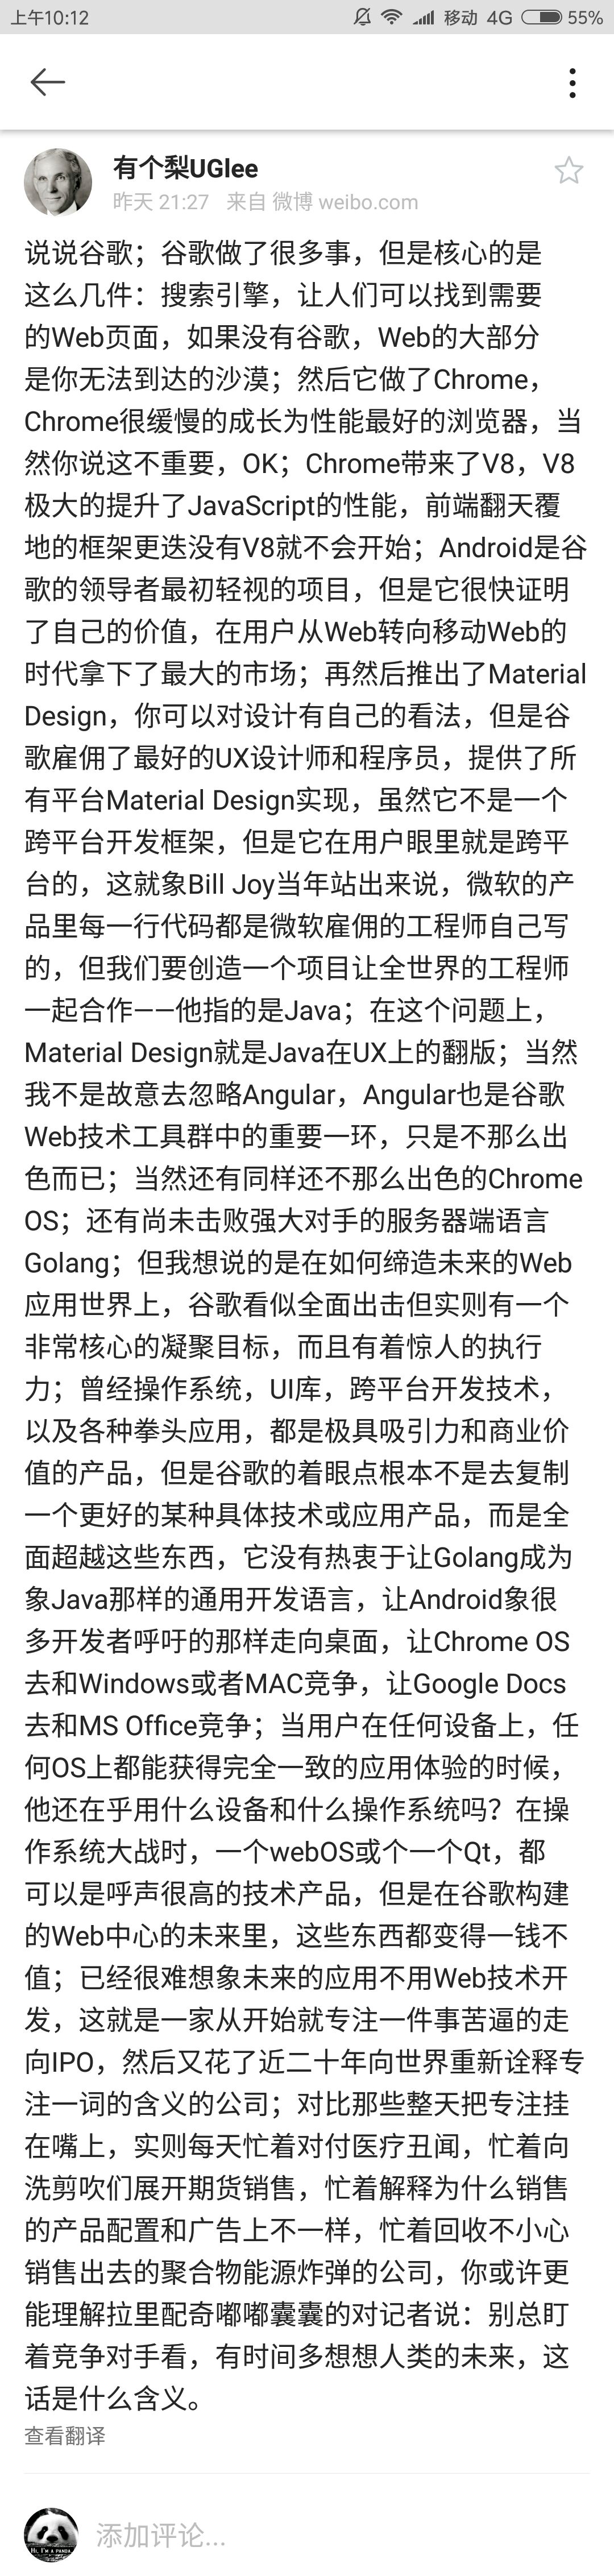 上午10:12 移动 4G 55%
有个梨UGlee
昨天 21:27 来自 微博 weibo.com
说说谷歌；谷歌做了很多事，但是核心的是
这么几件：搜索引擎，让人们可以找到需要
的Web页面，如果没有谷歌，Web的大部分
是你无法到达的沙漠；然后它做了Chrome，
Chrome很缓慢的成长为性能最好的浏览器，当
然你说这不重要，OK；Chrome带来了V8，V8
极大的提升了JavaScript的性能，前端翻天覆
地的框架更迭没有V8就不会开始；Android是谷
歌的领导者最初轻视的项目，但是它很快证明
了自己的价值，在用户从Web转向移动Web的
时代拿下了最大的市场；再然后推出了Material
Design，你可以对设计有自己的看法，但是谷
歌雇佣了最好的UX设计师和程序员，提供了所
有平台Material Design实现，虽然它不是一个
跨平台开发框架，但是它在用户眼里就是跨平
台的，这就象Bill Joy当年站出来说，微软的产
品里每一行代码都是微软雇佣的工程师自己写
的，但我们要创造一个项目让全世界的工程师
一起合作——他指的是Java；在这个问题上，
Material Design就是Java在UX上的翻版；当然
我不是故意去忽略Angular，Angular也是谷歌
Web技术工具群中的重要一环，只是不那么出
色而已；当然还有同样还不那么出色的Chrome
OS；还有尚未击败强大对手的服务器端语言
Golang；但我想说的是在如何缔造未来的Web
应用世界上，谷歌看似全面出击但实则有一个
非常核心的凝聚目标，而且有着惊人的执行
力；曾经操作系统，UI库，跨平台开发技术，
以及各种拳头应用，都是极具吸引力和商业价
值的产品，但是谷歌的着眼点根本不是去复制
一个更好的某种具体技术或应用产品，而是全
面超越这些东西，它没有热衷于让Golang成为
象Java那样的通用开发语言，让Android象很
多开发者呼吁的那样走向桌面，让Chrome OS
去和Windows或者MAC竞争，让Google Docs
去和MS Office竞争；当用户在任何设备上，任
何OS上都能获得完全一致的应用体验的时候，
他还在乎用什么设备和什么操作系统吗？在操
作系统大战时，一个webOS或个一个Qt，都
可以是呼声很高的技术产品，但是在谷歌构建
的Web中心的未来里，这些东西都变得一钱不
值；已经很难想象未来的应用不用Web技术开
发，这就是一家从开始就专注一件事苦逼的走
向IPO，然后又花了近二十年向世界重新诠释专
注一词的含义的公司；对比那些整天把专注挂
在嘴上，实则每天忙着对付医疗丑闻，忙着向
洗剪吹们展开期货销售，忙着解释为什么销售
的产品配置和广告上不一样，忙着回收不小心
销售出去的聚合物能源炸弹的公司，你或许更
能理解拉里配奇嘟嘟囊囊的对记者说：别总盯
着竞争对手看，有时间多想想人类的未来，这
话是什么含义。
查看翻译
HI, I'M A PANDA
添加评论...